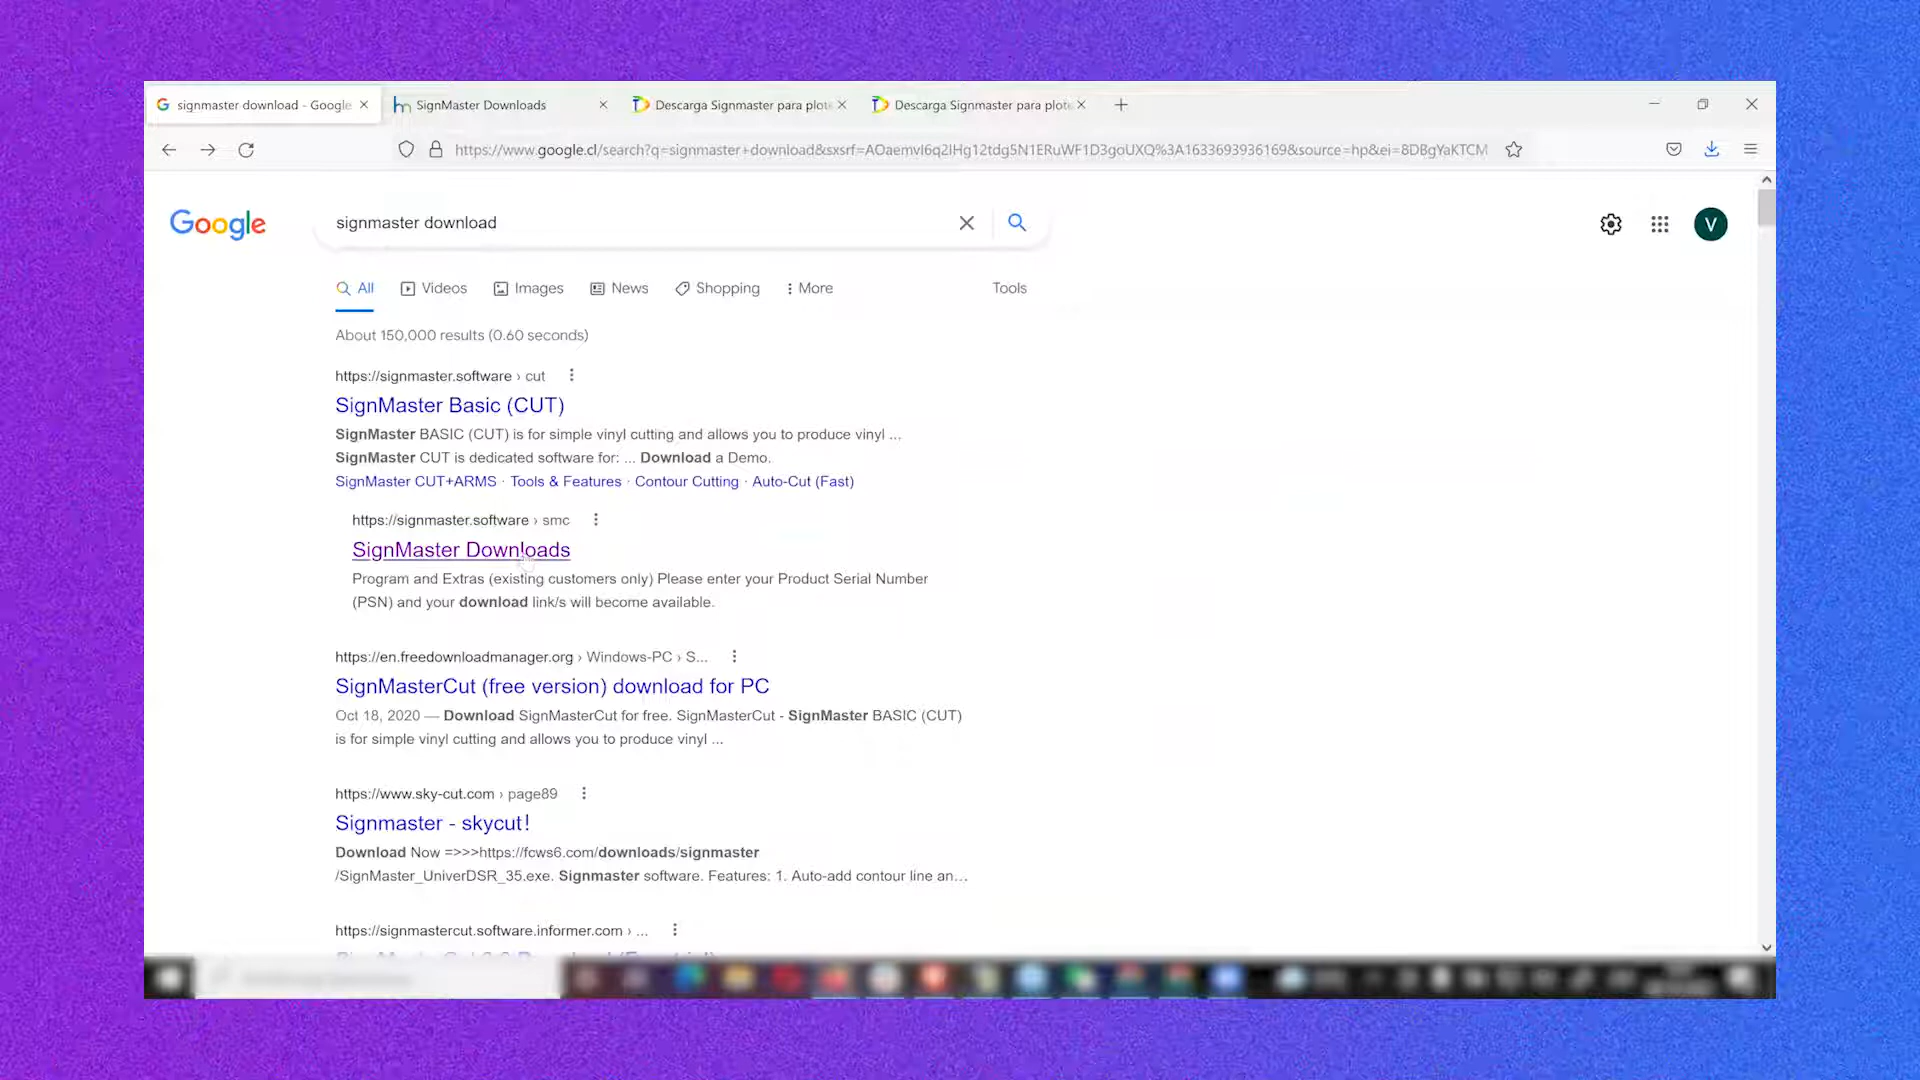 signmaster download - Google
SignMaster Downloads
Descarga Signmaster para plot
Descarga Signmaster para plot
https://www.google.cl/search?q=signmaster+download&sxsrf=AOaemvI6q2IHg12tdg5N1ERuWF1D3goUXQ%3A1633693936169&source=hp&ei=8DBgYaKTCM
Google
signmaster download
V
All
Videos
Images
News
Shopping
More
Tools
About 150,000 results (0.60 seconds)
https://signmaster.software › cut
SignMaster Basic (CUT)
SignMaster BASIC (CUT) is for simple vinyl cutting and allows you to produce vinyl ...
SignMaster CUT is dedicated software for: ... Download a Demo.
SignMaster CUT+ARMS · Tools & Features · Contour Cutting · Auto-Cut (Fast)
https://signmaster.software › smc
SignMaster Downloads
Program and Extras (existing customers only) Please enter your Product Serial Number
(PSN) and your download link/s will become available.
https://en.freedownloadmanager.org › Windows-PC › S...
SignMasterCut (free version) download for PC
Oct 18, 2020 — Download SignMasterCut for free. SignMasterCut - SignMaster BASIC (CUT)
is for simple vinyl cutting and allows you to produce vinyl ...
https://www.sky-cut.com › page89
Signmaster - skycut!
Download Now =>>>https://fcws6.com/downloads/signmaster
/SignMaster_UniverDSR_35.exe. Signmaster software. Features: 1. Auto-add contour line an...
https://signmastercut.software.informer.com › ...